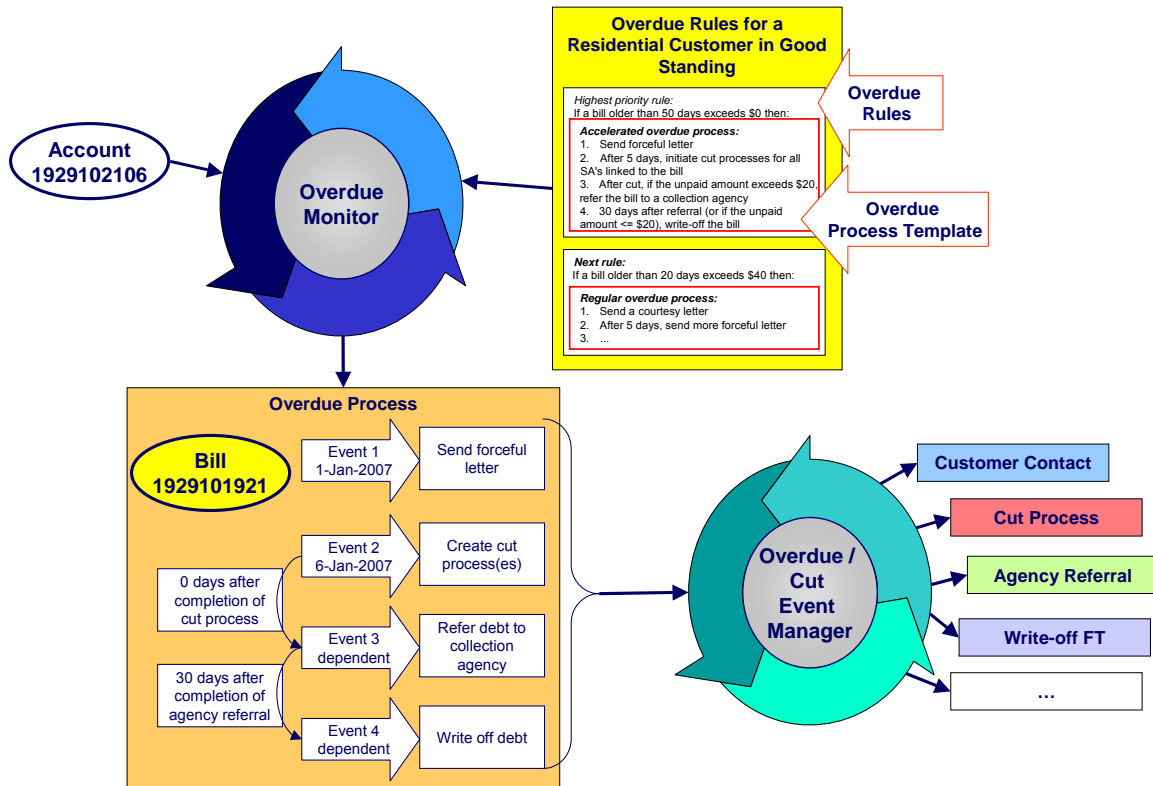 Overdue Rules for a
Residential Customer in Good
Standing
Highest priority rule:
If a bill older than 50 days exceeds $0 then:
Accelerated overdue process:
1. Send forceful letter
2. After 5 days, initiate cut processes for all
SA's linked to the bill
3. After cut, if the unpaid amount exceeds $20,
refer the bill to a collection agency
4. 30 days after referral (or if the unpaid
amount <= $20), write-off the bill
Next rule:
If a bill older than 20 days exceeds $40 then:
Regular overdue process:
1. Send a courtesy letter
2. After 5 days, send more forceful letter
3. ...
Overdue
Rules
Overdue
Process Template
Account
1929102106
Overdue
Monitor
Overdue Process
Bill
1929101921
Event 1
1-Jan-2007
Send forceful
letter
Event 2
6-Jan-2007
Create cut
process(es)
0 days after
completion of
cut process
Event 3
dependent
Refer debt to
collection
agency
30 days after
completion of
agency referral
Event 4
dependent
Write off debt
Overdue /
Cut
Event
Manager
Customer Contact
Cut Process
Agency Referral
Write-off FT
...